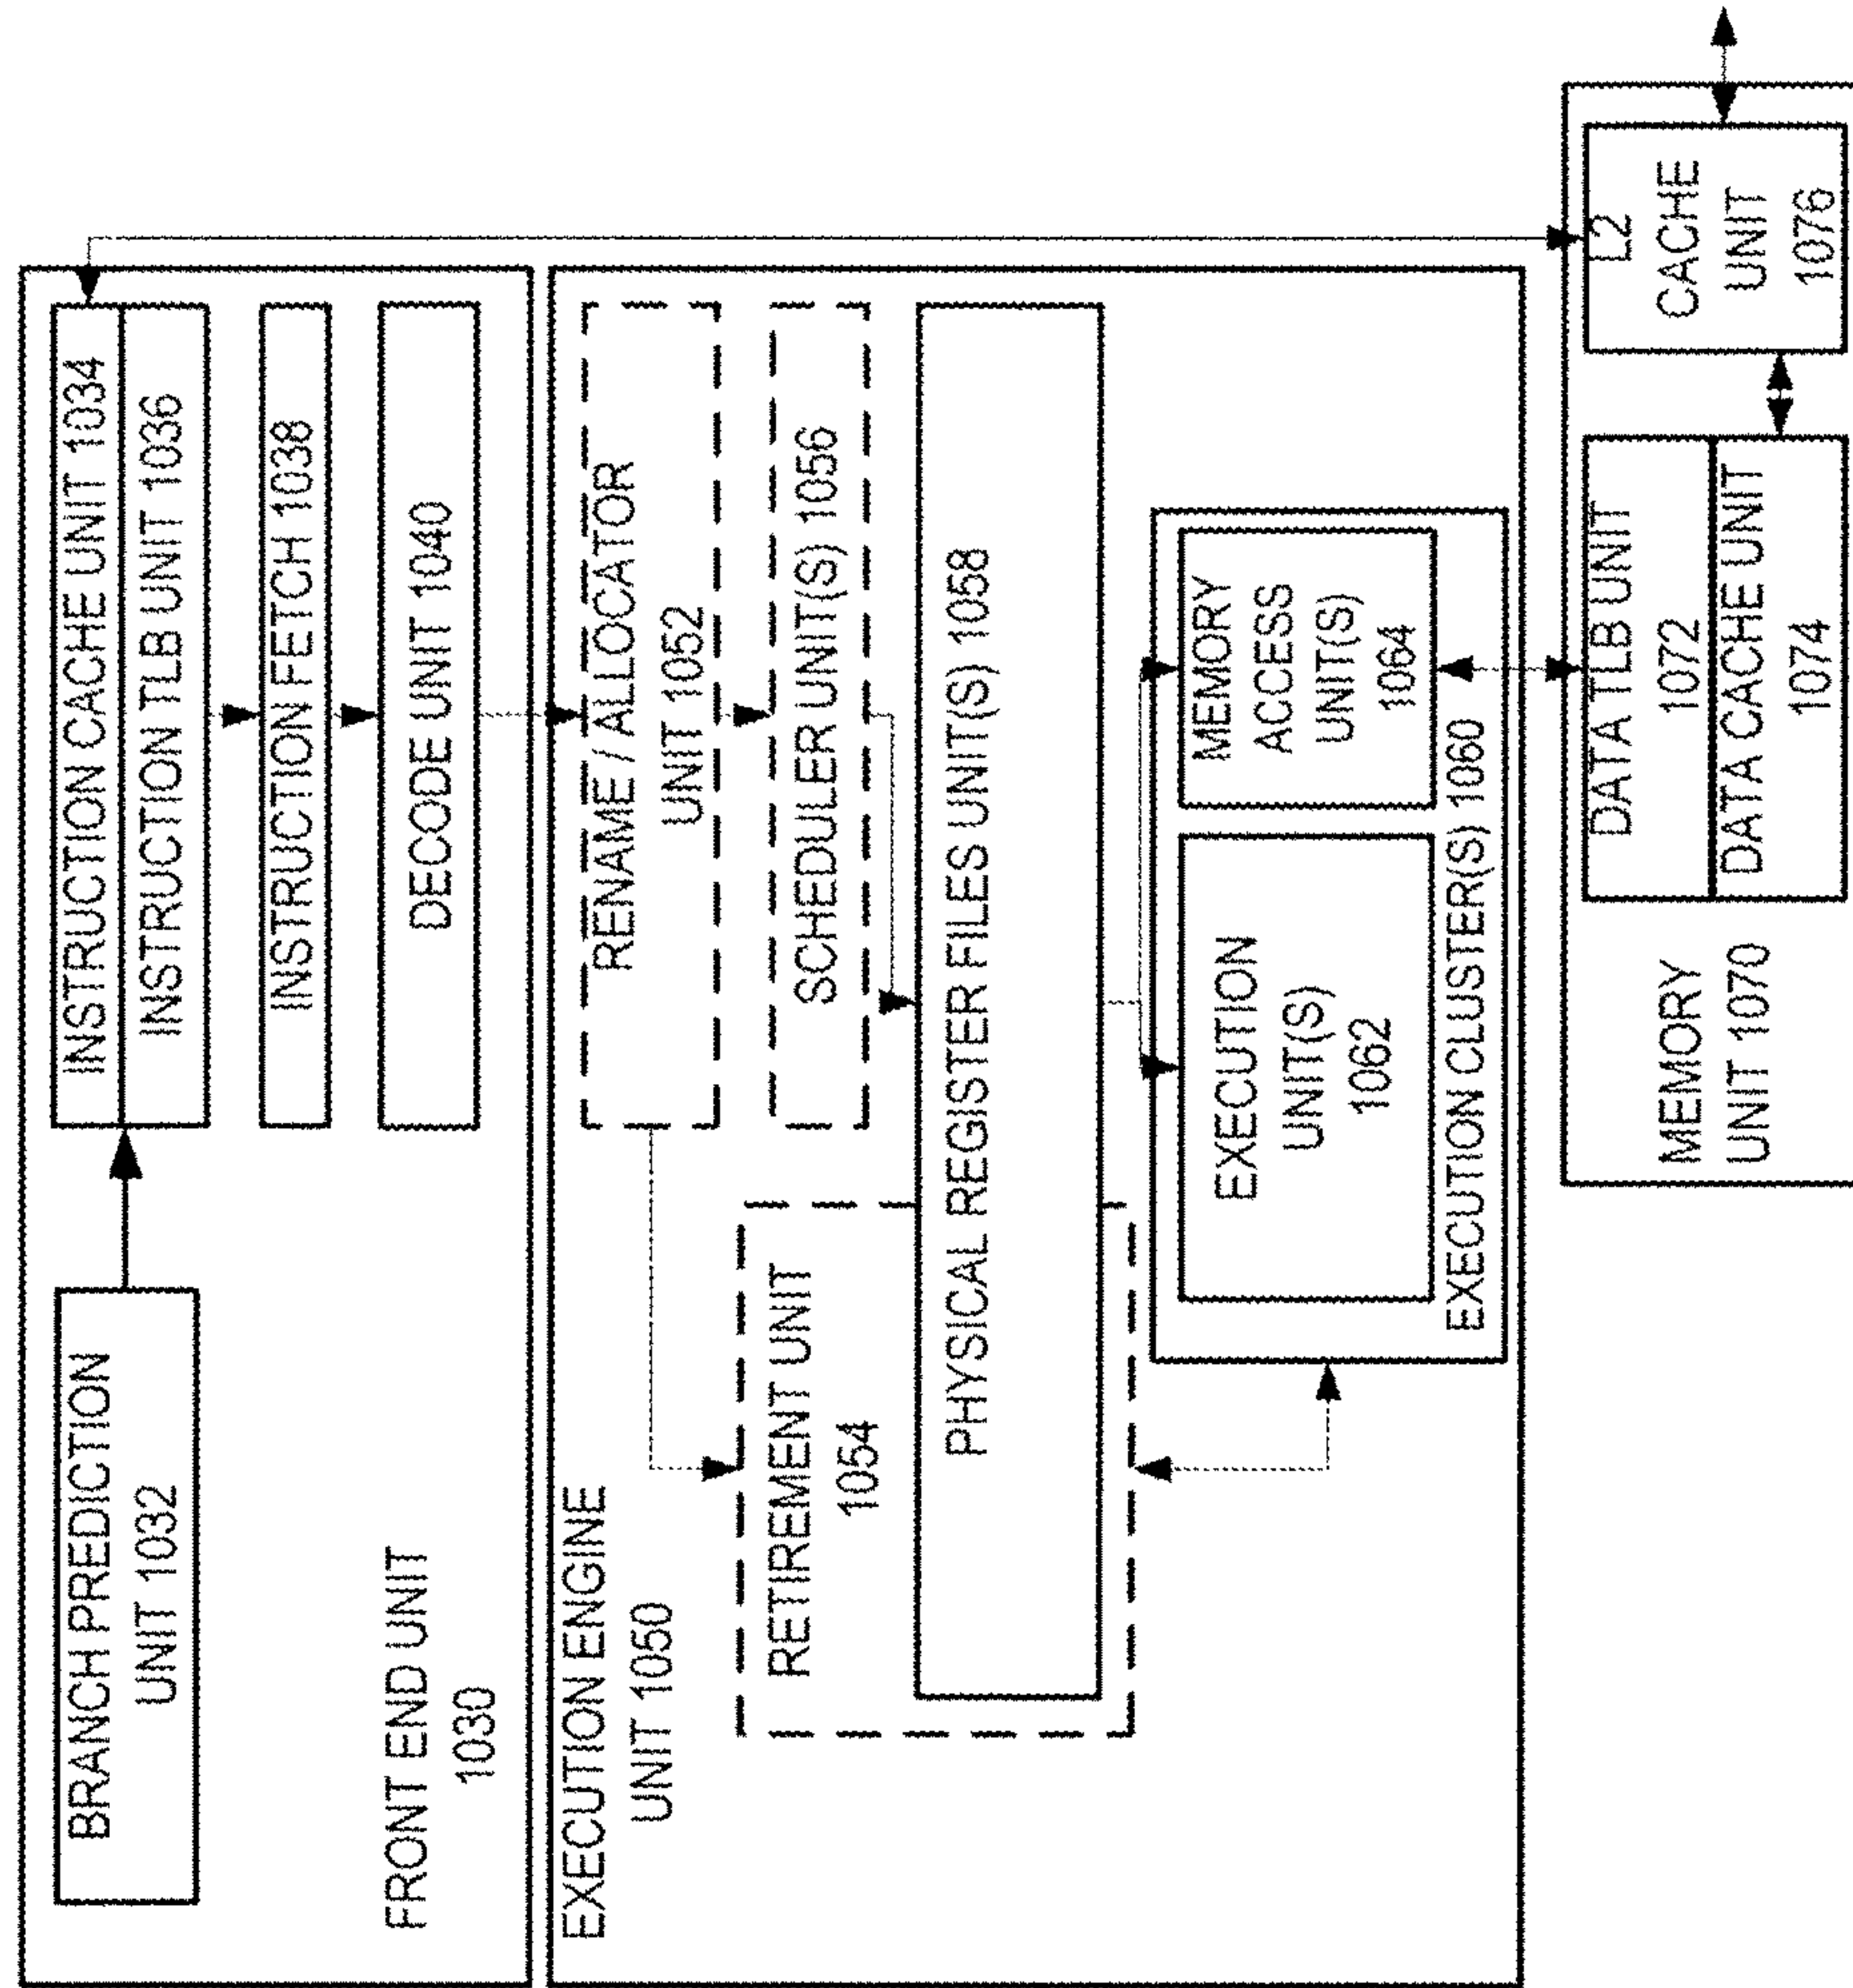 BRANCH PREDICTION
UNIT 1032
INSTRUCTION CACHE UNIT 1034
INSTRUCTION TLB UNIT 1036
INSTRUCTION FETCH 1038
DECODE UNIT 1040
FRONT END UNIT
1030
EXECUTION ENGINE
UNIT 1050
RENAME / ALLOCATOR
UNIT 1052
RETIREMENT UNIT
1054
SCHEDULER UNIT(S) 1056
PHYSICAL REGISTER FILES UNIT(S) 1058
EXECUTION
UNIT(S)
1062
MEMORY
ACCESS
UNIT(S)
1064
EXECUTION CLUSTER(S) 1060
MEMORY
UNIT 1070
DATA TLB UNIT
1072
DATA CACHE UNIT
1074
L2
CACHE
UNIT
1076